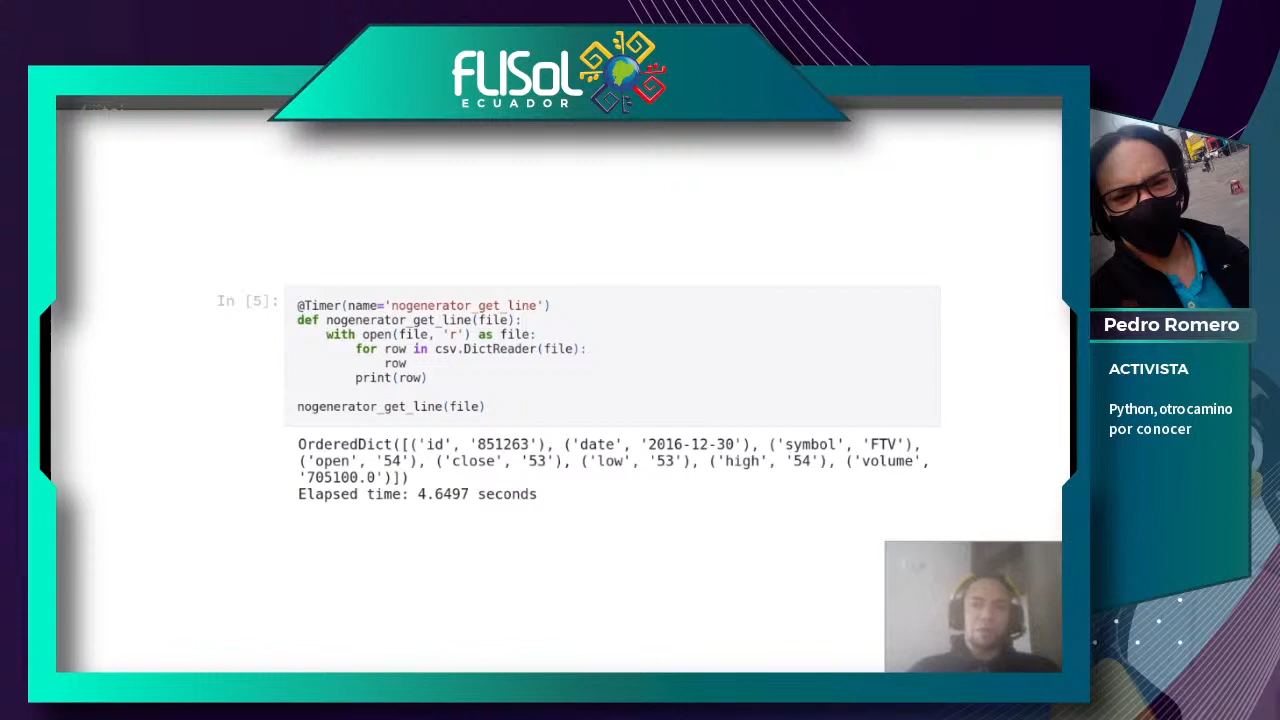 FLISoL
ECUADOR
In [5]:
@Timer(name='nogenerator_get_line')
def nogenerator_get_line(file):
    with open(file, 'r') as file:
        for row in csv.DictReader(file):
            row
        print(row)
nogenerator_get_line(file)
OrderedDict([('id', '851263'), ('date', '2016-12-30'), ('symbol', 'FTV'),
('open', '54'), ('close', '53'), ('low', '53'), ('high', '54'), ('volume',
'705100.0')])
Elapsed time: 4.6497 seconds
Pedro Romero
ACTIVISTA
Python, otro camino
por conocer